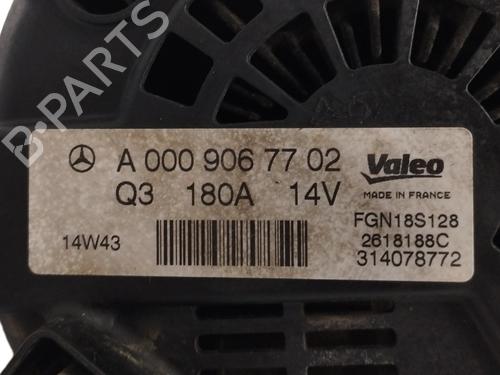 A 000 906 77 02
Q3 180A 14V
14W43
Valeo
MADE IN FRANCE
FGN18S128
2618188C
314078772
B-PARTS